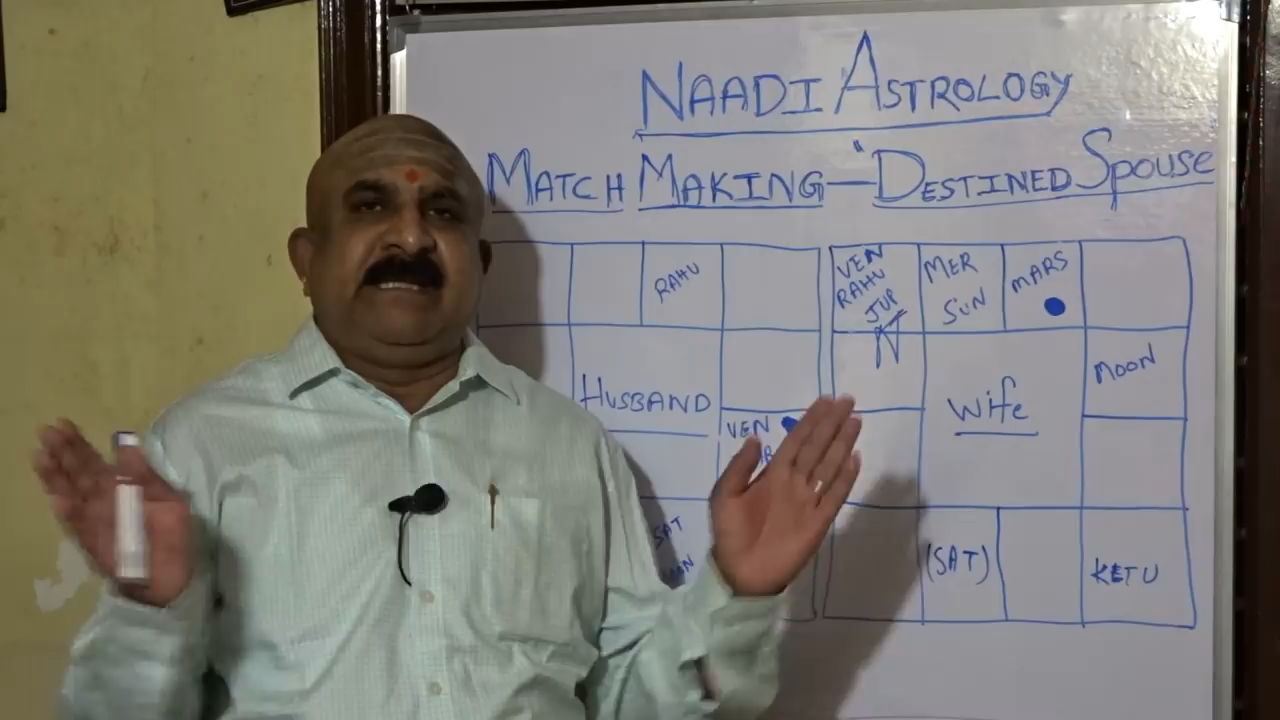 NAADI ASTROLOGY
MATCH MAKING - "DESTINED SPOUSE
RAHU
HUSBAND
VEN
SAT
VEN
RAHU
JUP
MER
SUN
MARS
MOON
Wife
(SAT)
KETU